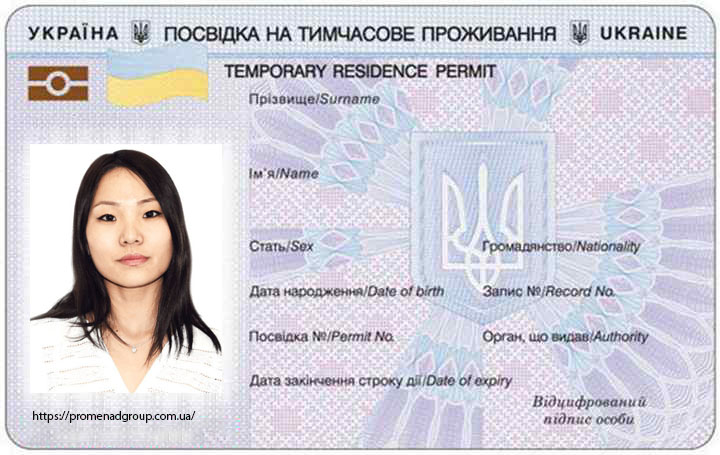 УКРАЇНА ПОСВІДКА НА ТИМЧАСОВЕ ПРОЖИВАННЯ UKRAINE
TEMPORARY RESIDENCE PERMIT
Прізвище/Surname
Ім`я/Name
Стать/Sex Громадянство/Nationality
Дата народження/Date of birth Запис №/Record No.
Посвідка №/Permit No. Орган, що видав/Authority
Дата закінчення строку дії/Date of expiry
Відцифрований
підпис особи
https://promenadgroup.com.ua/